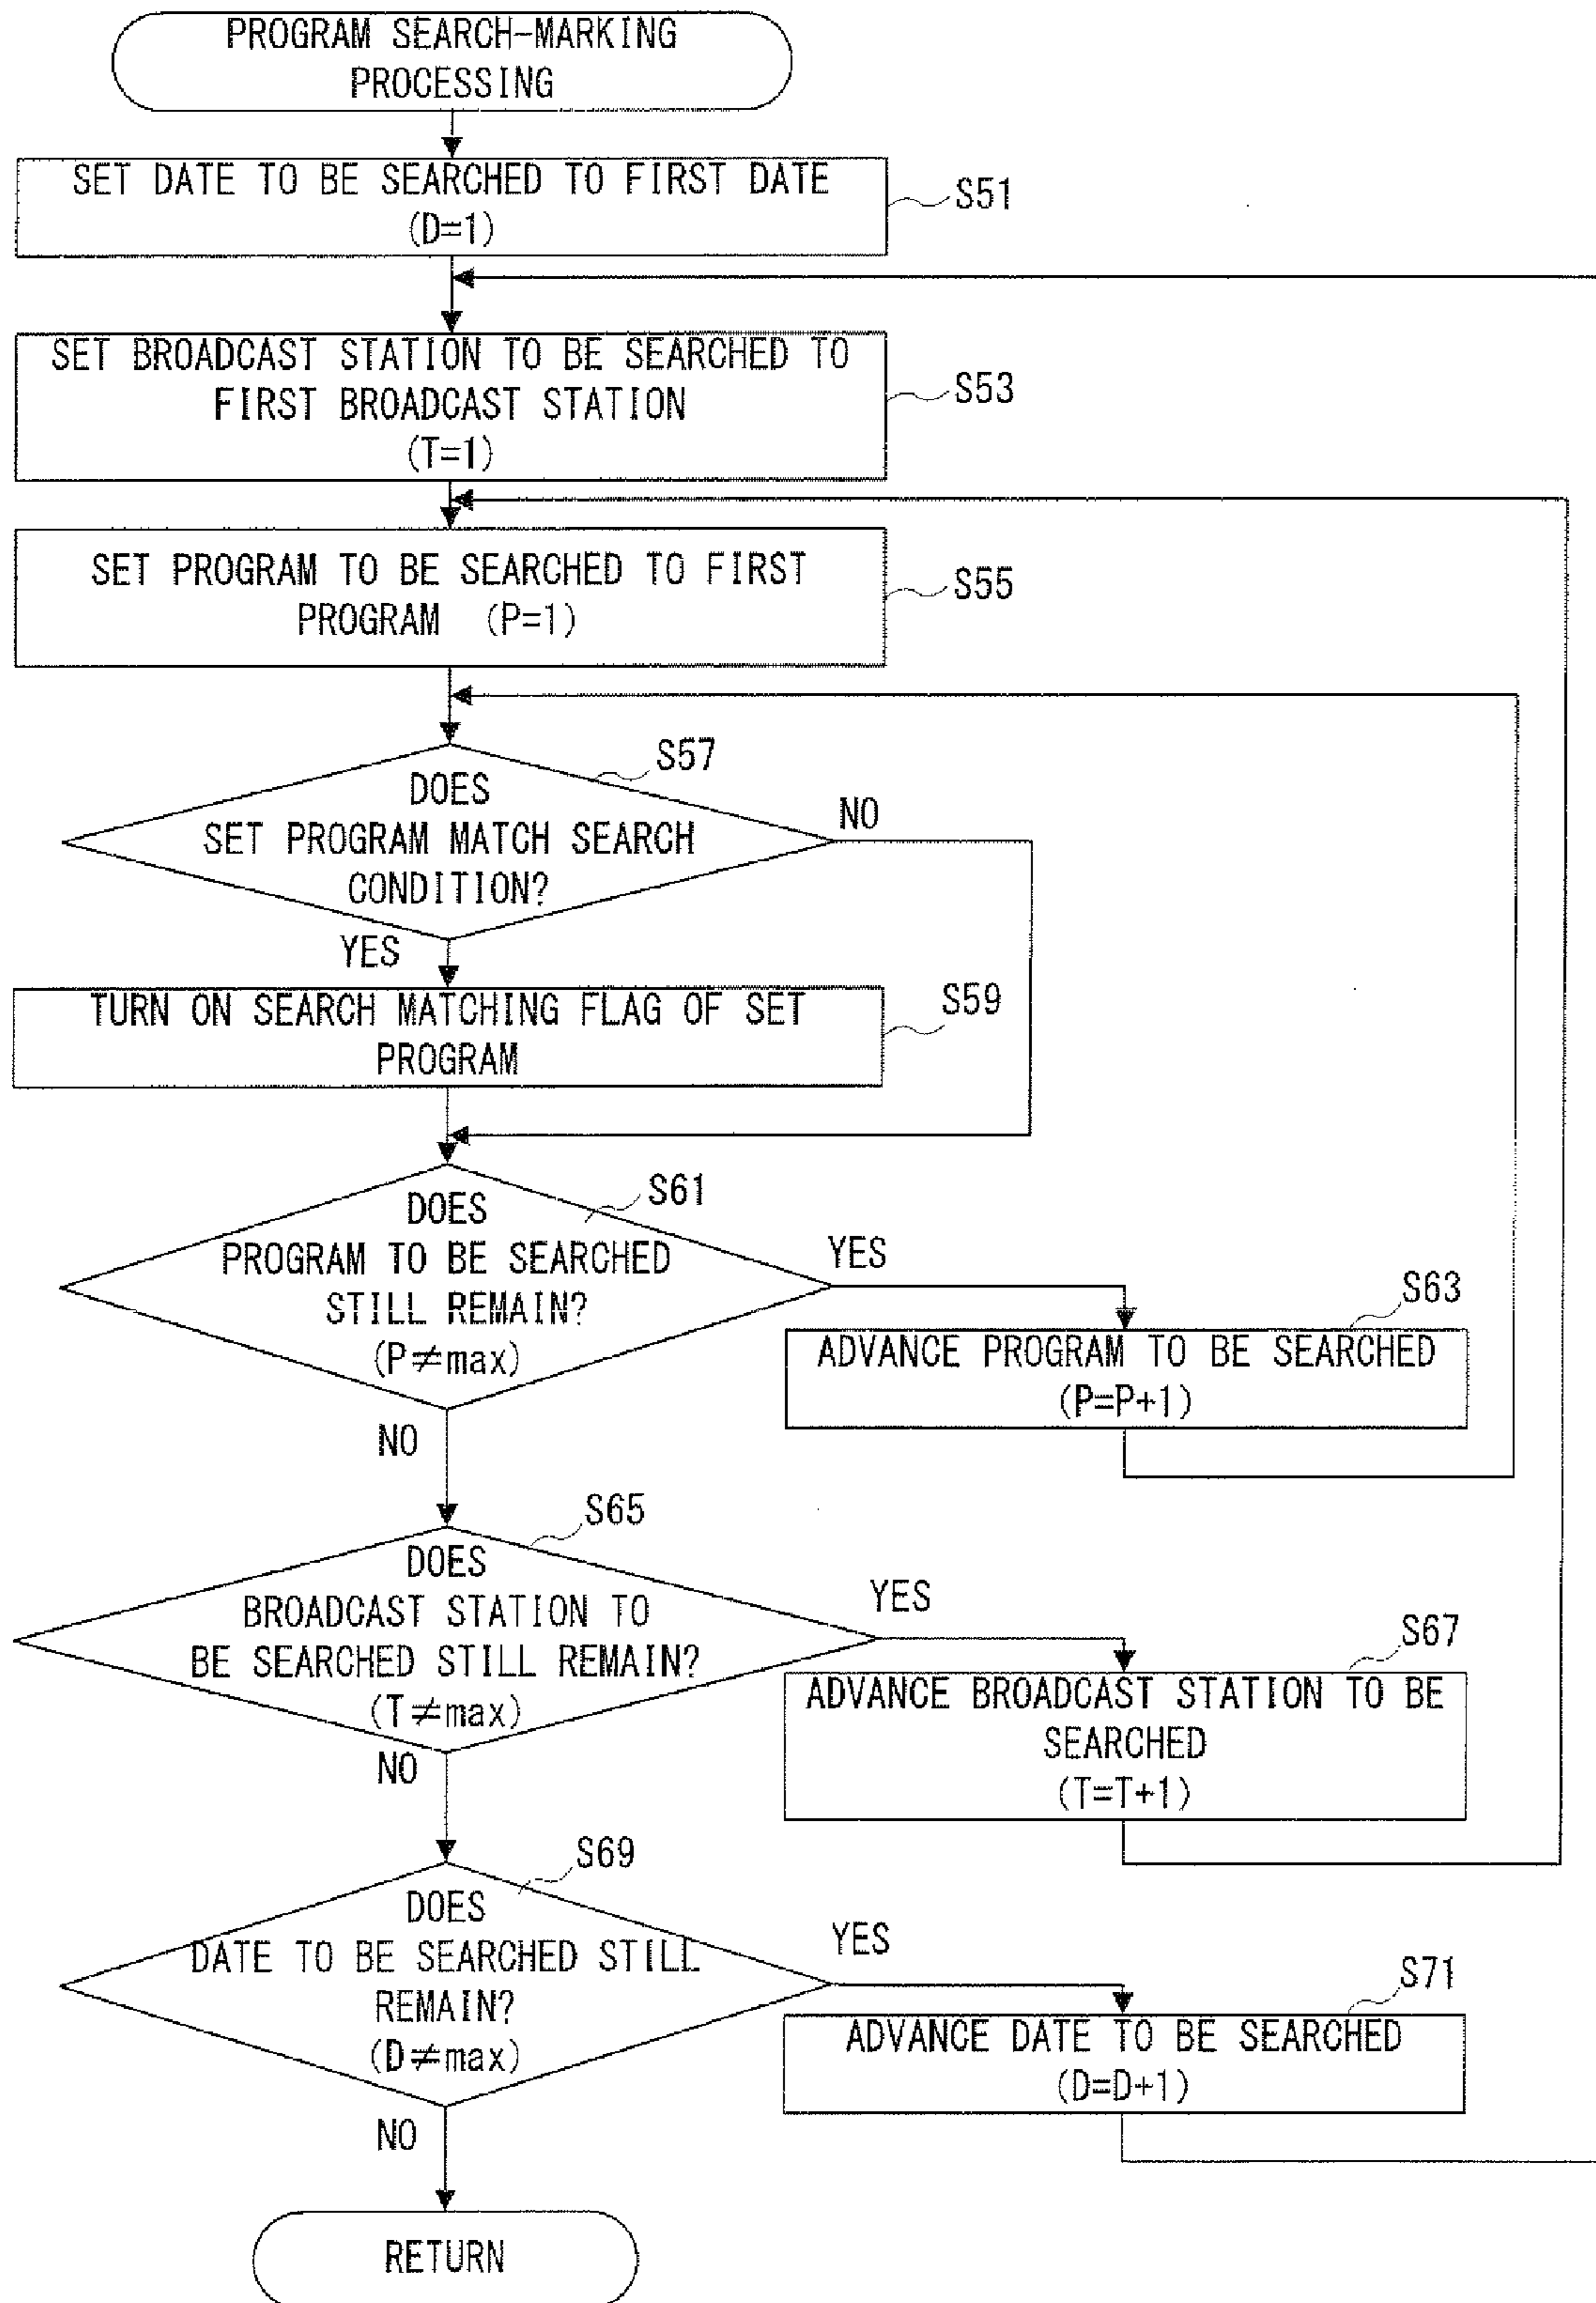 PROGRAM SEARCH-MARKING
PROCESSING
SET DATE TO BE SEARCHED TO FIRST DATE
(D=1)
S51
SET BROADCAST STATION TO BE SEARCHED TO
FIRST BROADCAST STATION
(T=1)
S53
SET PROGRAM TO BE SEARCHED TO FIRST
PROGRAM (P=1)
S55
S57
DOES
SET PROGRAM MATCH SEARCH
CONDITION?
NO
YES
TURN ON SEARCH MATCHING FLAG OF SET
PROGRAM
S59
S61
DOES
PROGRAM TO BE SEARCHED
STILL REMAIN?
(P≠max)
YES
NO
S63
ADVANCE PROGRAM TO BE SEARCHED
(P=P+1)
S65
DOES
BROADCAST STATION TO
BE SEARCHED STILL REMAIN?
(T≠max)
YES
NO
S67
ADVANCE BROADCAST STATION TO BE
SEARCHED
(T=T+1)
S69
DOES
DATE TO BE SEARCHED STILL
REMAIN?
(D≠max)
YES
NO
S71
ADVANCE DATE TO BE SEARCHED
(D=D+1)
RETURN